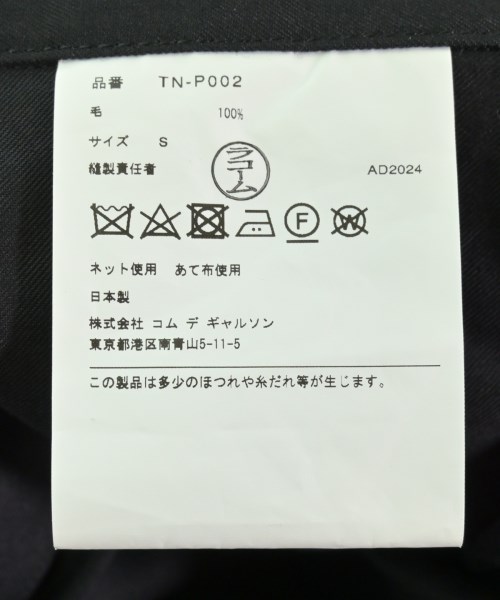 品番 TN-P002
毛 100%
サイズ S
縫製責任者 ラコーム AD2024
F W
ネット使用 あて布使用
日本製
株式会社 コム デ ギャルソン
東京都港区南青山5-11-5
この製品は多少のほつれや糸だれ等が生じます。